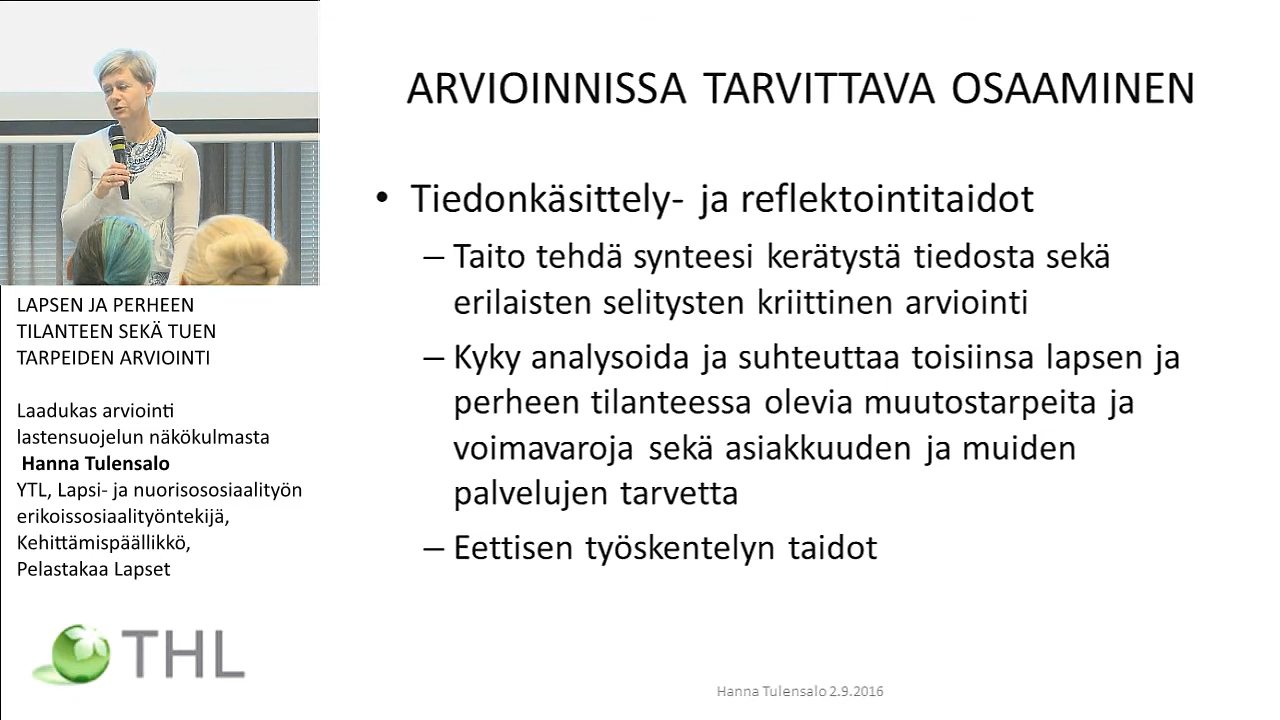 LAPSEN JA PERHEEN
TILANTEEN SEKÄ TUEN
TARPEIDEN ARVIOINTI
Laadukas arviointi
lastensuojelun näkökulmasta
Hanna Tulensalo
YTL, Lapsi- ja nuorisososiaalityön
erikoissosiaalityöntekijä,
Kehittämispäällikkö,
Pelastakaa Lapset
THL
ARVIOINNISSA TARVITTAVA OSAAMINEN
• Tiedonkäsittely- ja reflektointitaidot
– Taito tehdä synteesi kerätystä tiedosta sekä
erilaisten selitysten kriittinen arviointi
– Kyky analysoida ja suhteuttaa toisiinsa lapsen ja
perheen tilanteessa olevia muutostarpeita ja
voimavaroja sekä asiakkuuden ja muiden
palvelujen tarvetta
– Eettisen työskentelyn taidot
Hanna Tulensalo 2.9.2016